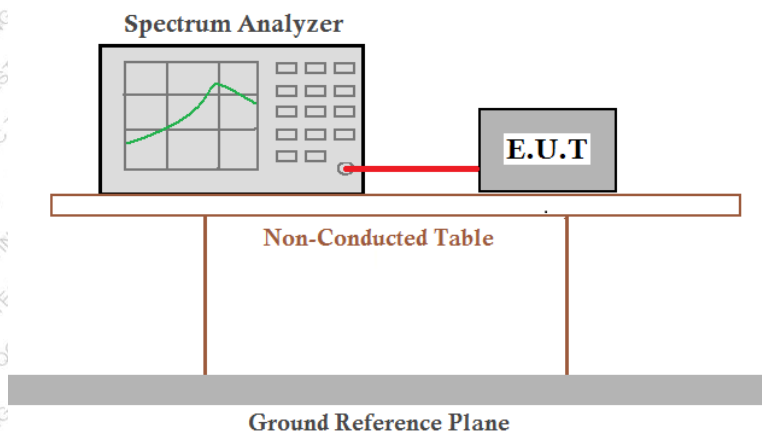 Spectrum Analyzer
E.U.T
Non-Conducted Table
Ground Reference Plane